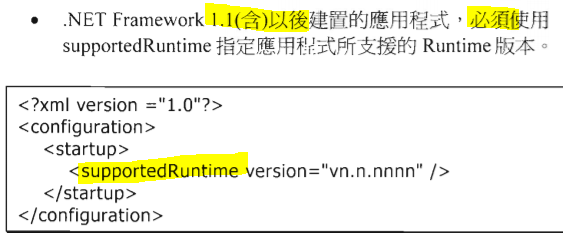 • .NET Framework 1.1(含)以後建置的應用程式，必須使用
supportedRuntime 指定應用程式所支援的 Runtime 版本。
<?xml version ="1.0"?>
<configuration>
<startup>
<supportedRuntime version="vn.n.nnnn" />
</startup>
</configuration>